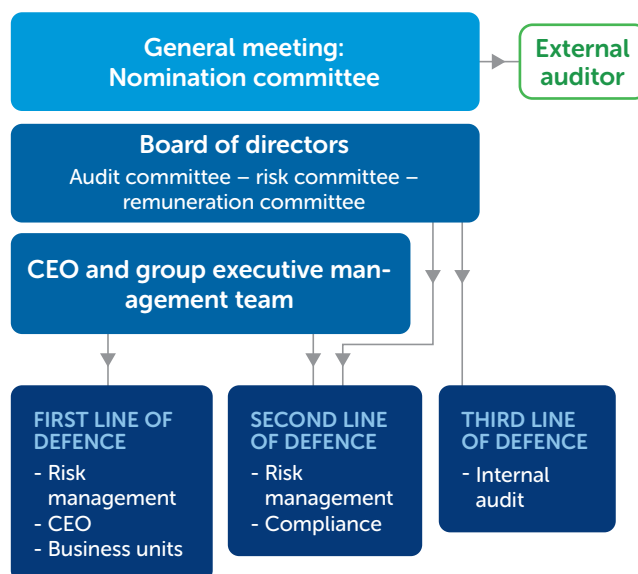 General meeting:
Nomination committee
External
auditor
Board of directors
Audit committee – risk committee –
remuneration committee
CEO and group executive man-
agement team
FIRST LINE OF
DEFENCE
- Risk
management
- CEO
- Business units
SECOND LINE
OF DEFENCE
- Risk
management
- Compliance
THIRD LINE
OF DEFENCE
- Internal
audit